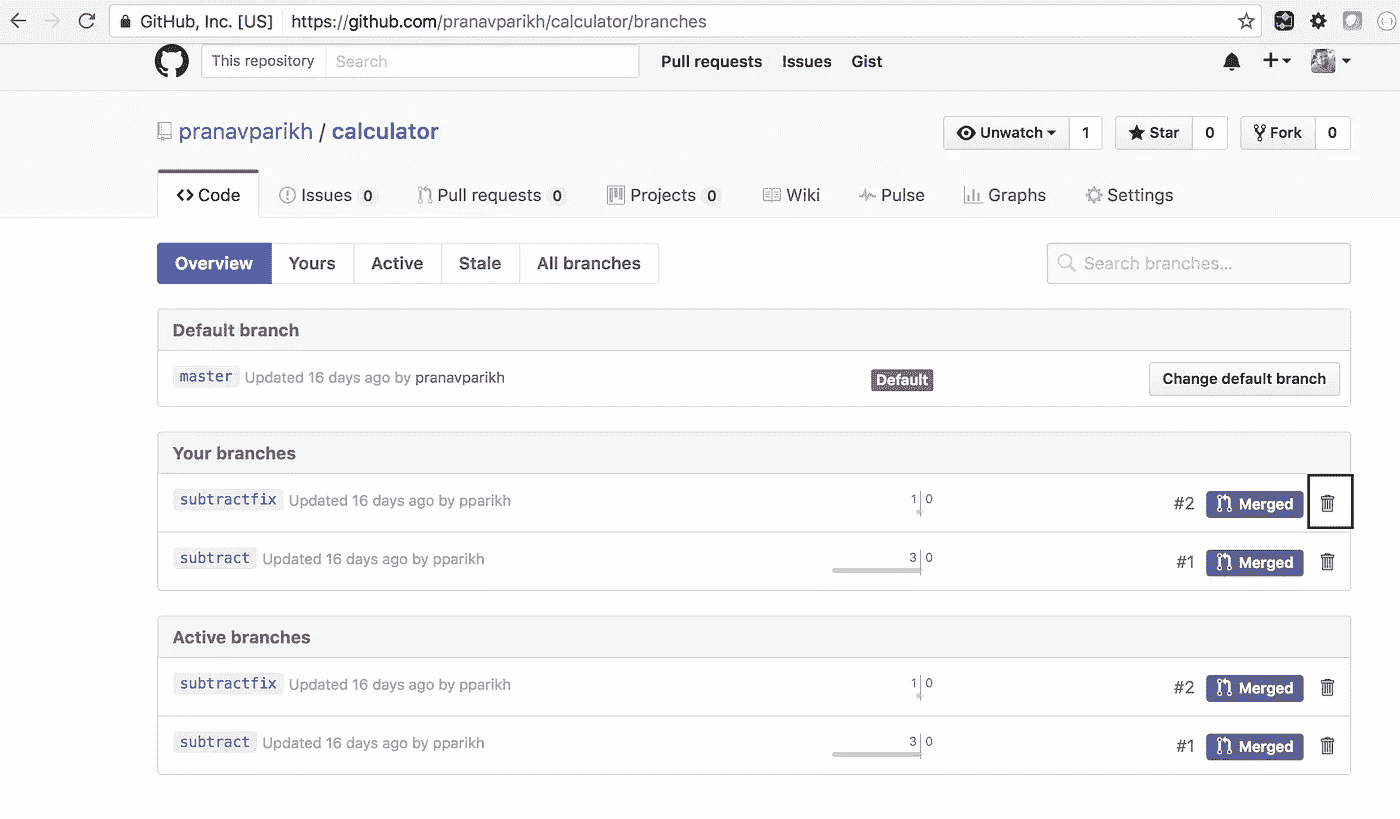 GitHub, Inc. [US] https://github.com/pranavparikh/calculator/branches
This repository Search Pull requests Issues Gist
pranavparikh / calculator Unwatch 1 Star 0 Fork 0
Code Issues 0 Pull requests 0 Projects 0 Wiki Pulse Graphs Settings
Overview Yours Active Stale All branches Search branches...
Default branch
master Updated 16 days ago by pranavparikh Default Change default branch
Your branches
subtractfix Updated 16 days ago by pparikh 1 0 #2 Merged
subtract Updated 16 days ago by pparikh 3 0 #1 Merged
Active branches
subtractfix Updated 16 days ago by pparikh 1 0 #2 Merged
subtract Updated 16 days ago by pparikh 3 0 #1 Merged